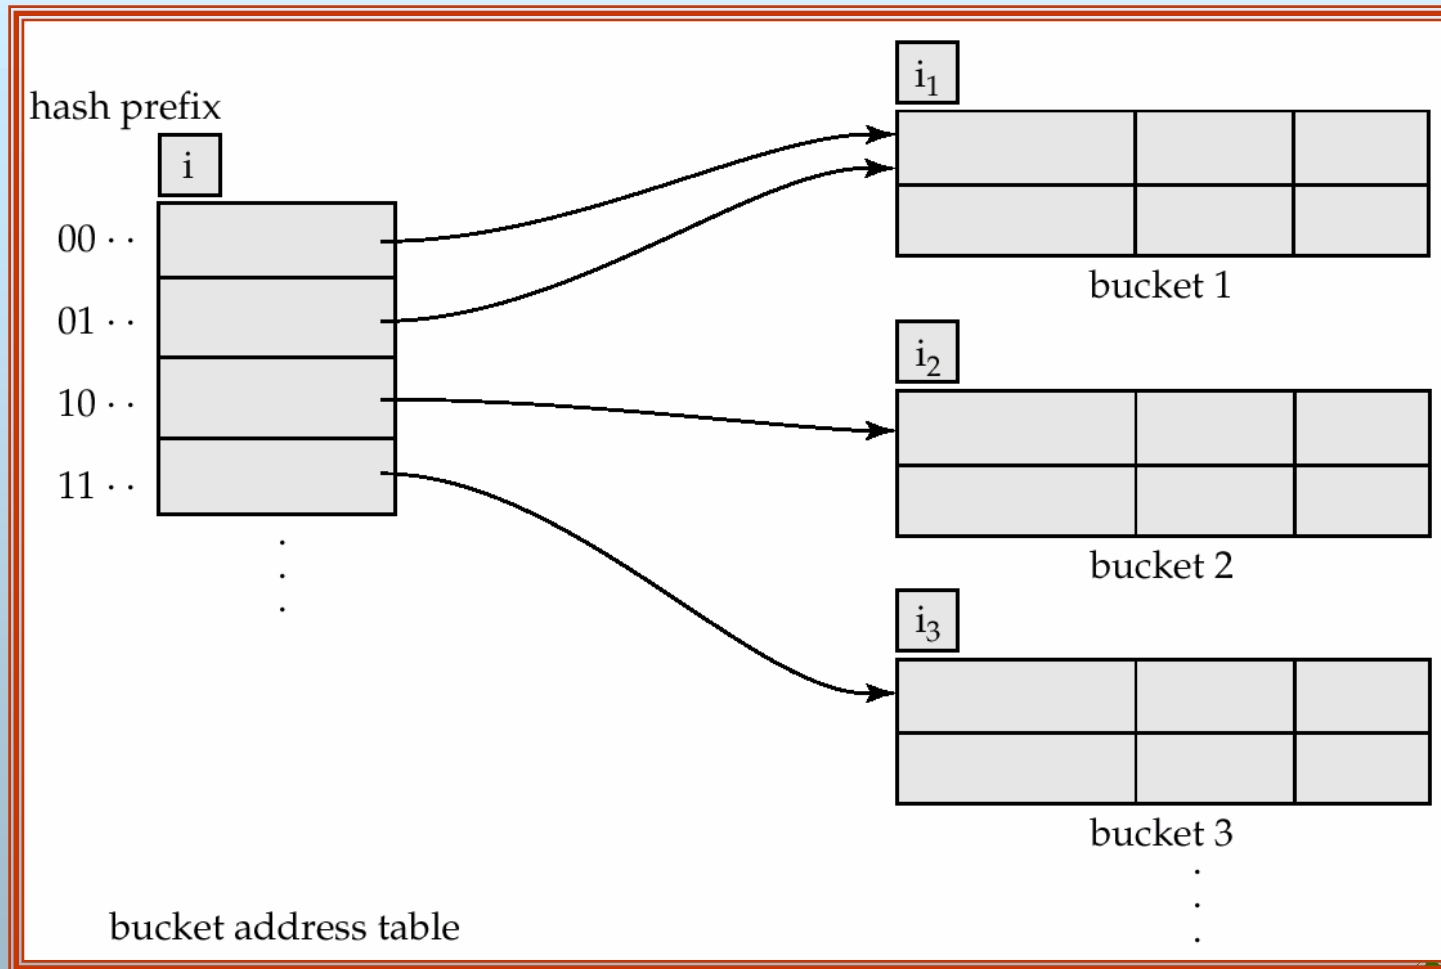 hash prefix
i
00 · ·
01 · ·
10 · ·
11 · ·
.
.
.
bucket address table
i₁
bucket 1
i₂
bucket 2
i₃
bucket 3
.
.
.